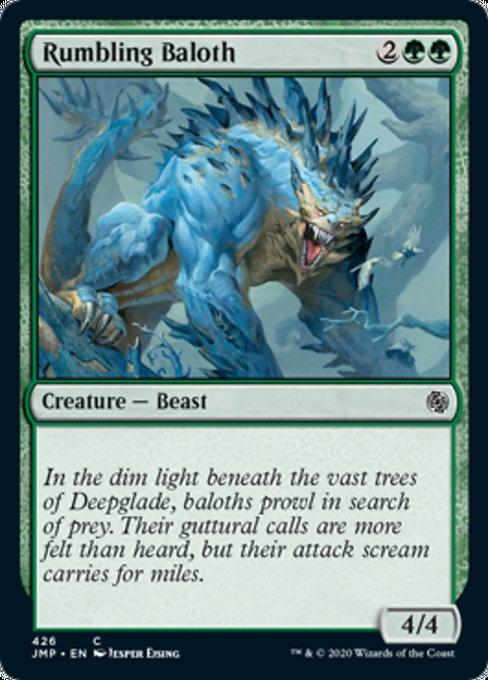 Rumbling Baloth 2
Creature — Beast
In the dim light beneath the vast trees
of Deepglade, baloths prowl in search
of prey. Their guttural calls are more
felt than heard, but their attack scream
carries for miles.
4/4
426 C
JMP • EN Jesper Ejsing
™ & © 2020 Wizards of the Coast